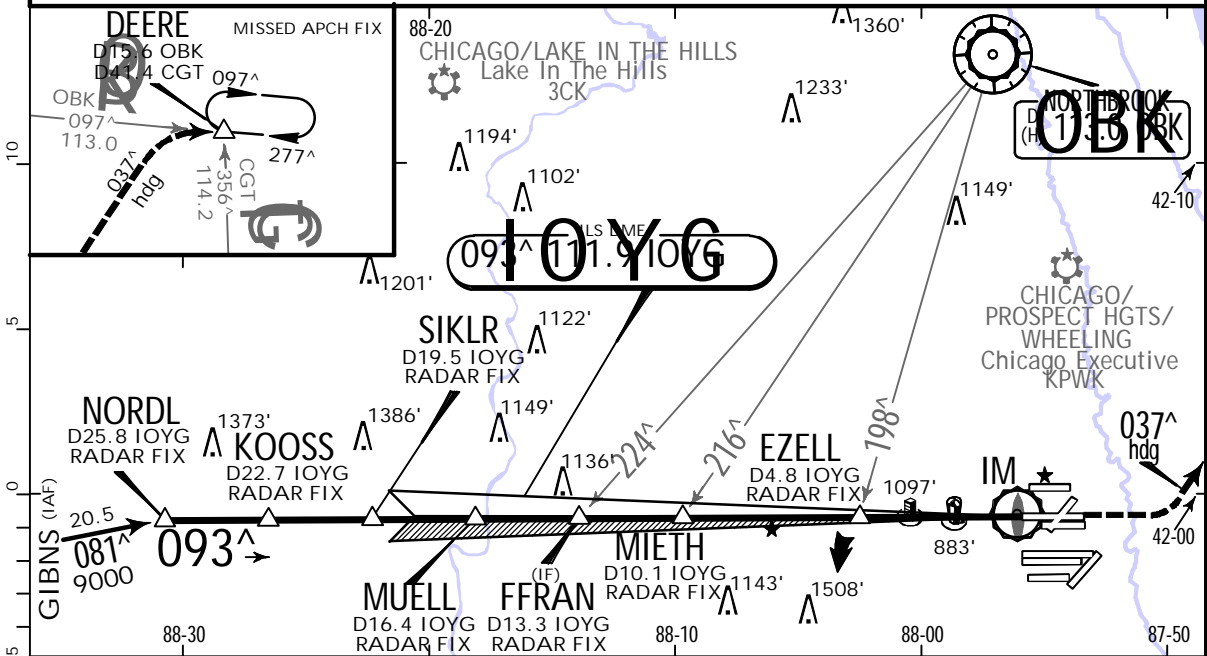 DEERE
D15.6 OBK
D41.4 CGT
MISSED APCH FIX
097^
OBK
097^
113.0
277^
037^
hdg
CGT
356^
114.2
88-20
CHICAGO/LAKE IN THE HILLS
Lake In The Hills
3CK
1360'
1233'
1194'
1102'
1149'
NORTHBROOK
OBK
113.0 OBK
42-10
10
ILS DME
093^ 111.9 IOYG
IOYG
1201'
CHICAGO/
PROSPECT HGTS/
WHEELING
Chicago Executive
KPWK
5
SIKLR
D19.5 IOYG
RADAR FIX
1122'
NORDL
D25.8 IOYG
RADAR FIX
1373'
KOOSS
D22.7 IOYG
RADAR FIX
1386'
1149'
1136'
224^
216^
198^
EZELL
D4.8 IOYG
RADAR FIX
1097'
IM
037^
hdg
0
GIBNS (IAF)
20.5
081^
9000
093^
883'
42-00
MUELL
D16.4 IOYG
RADAR FIX
(IF)
FFRAN
D13.3 IOYG
RADAR FIX
MIETH
D10.1 IOYG
RADAR FIX
1143'
1508'
5
88-30
88-10
88-00
87-50